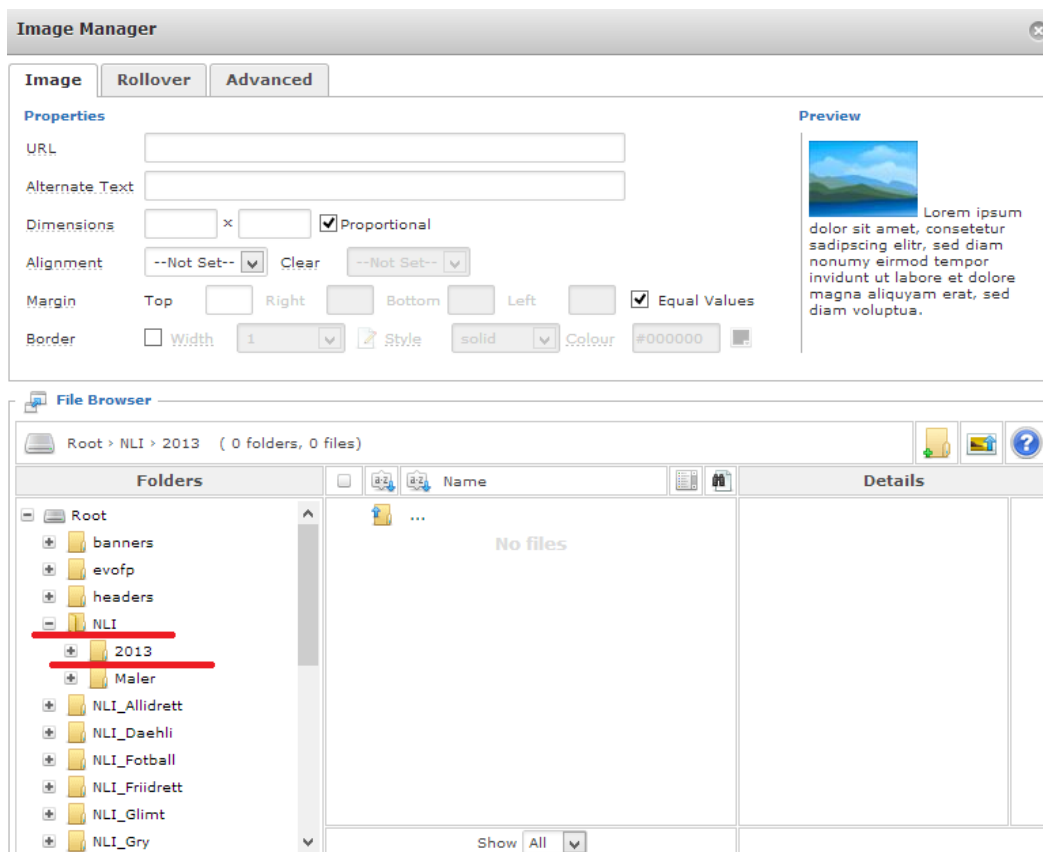 Image Manager
Image Rollover Advanced
Properties
Preview
URL
Alternate Text
Dimensions × Proportional
Alignment --Not Set-- Clear --Not Set--
Margin Top Right Bottom Left Equal Values
Border Width 1 Style solid Colour #000000
Lorem ipsum
dolor sit amet, consetetur
sadipscing elitr, sed diam
nonumy eirmod tempor
invidunt ut labore et dolore
magna aliquyam erat, sed
diam voluptua.
File Browser
Root > NLI > 2013 ( 0 folders, 0 files)
Folders
a-z a-z Name
Details
Root
banners
evofp
headers
NLI
2013
Maler
NLI_Allidrett
NLI_Daehli
NLI_Fotball
NLI_Friidrett
NLI_Glimt
NLI_Gry
...
No files
Show All